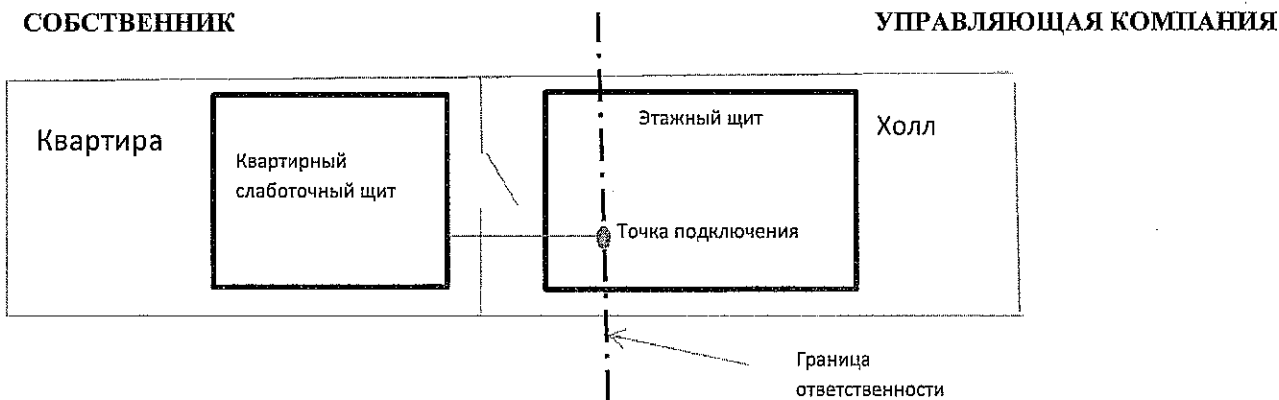 СОБСТВЕННИК
УПРАВЛЯЮЩАЯ КОМПАНИЯ
Квартира
Квартирный
слаботочный щит
Этажный щит
Холл
Точка подключения
Граница
ответственности